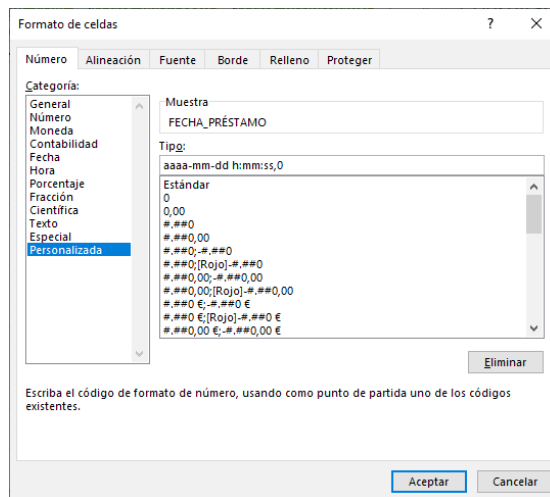 Formato de celdas ? ×
Número Alineación Fuente Borde Relleno Proteger
Categoría:
General
Número
Moneda
Contabilidad
Fecha
Hora
Porcentaje
Fracción
Científica
Texto
Especial
Personalizada
Muestra
FECHA_PRÉSTAMO
Tipo:
aaaa-mm-dd h:mm:ss,0
Estándar
0
0,00
#.##0
#.##0,00
#.##0;-#.##0
#.##0;[Rojo]-#.##0
#.##0,00;-#.##0,00
#.##0,00;[Rojo]-#.##0,00
#.##0 €;-#.##0 €
#.##0 €;[Rojo]-#.##0 €
#.##0,00 €;-#.##0,00 €
Eliminar
Escriba el código de formato de número, usando como punto de partida uno de los códigos
existentes.
Aceptar Cancelar